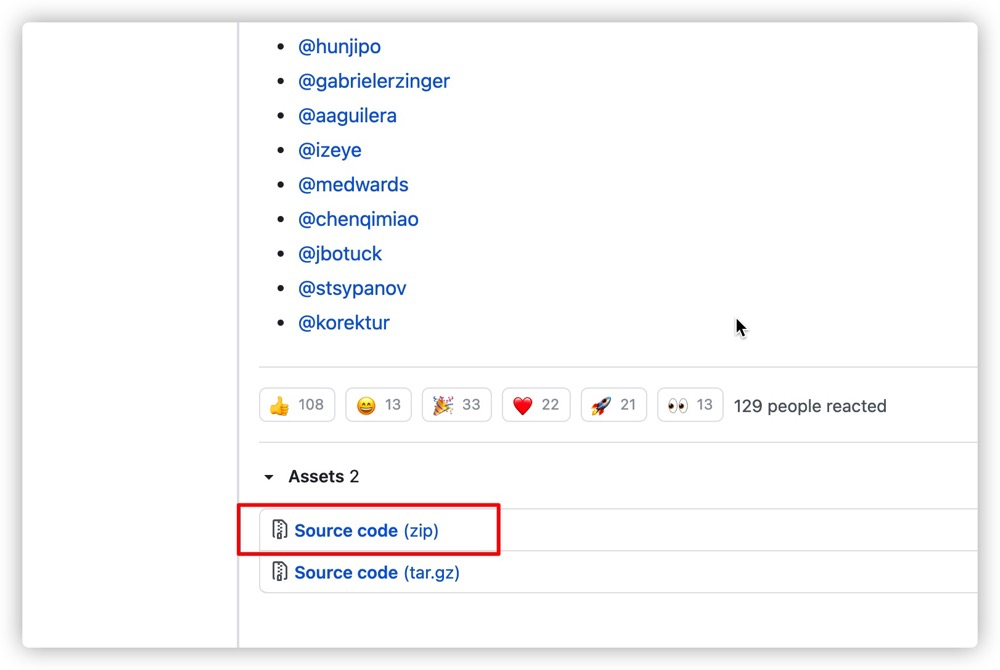 @hunjipo
@gabrielerzinger
@aaguilera
@izeye
@medwards
@chenqimiao
@jbotuck
@stsypanov
@korektur
👍 108 😄 13 🎉 33 ❤️ 22 🚀 21 👀 13 129 people reacted
Assets 2
Source code (zip)
Source code (tar.gz)